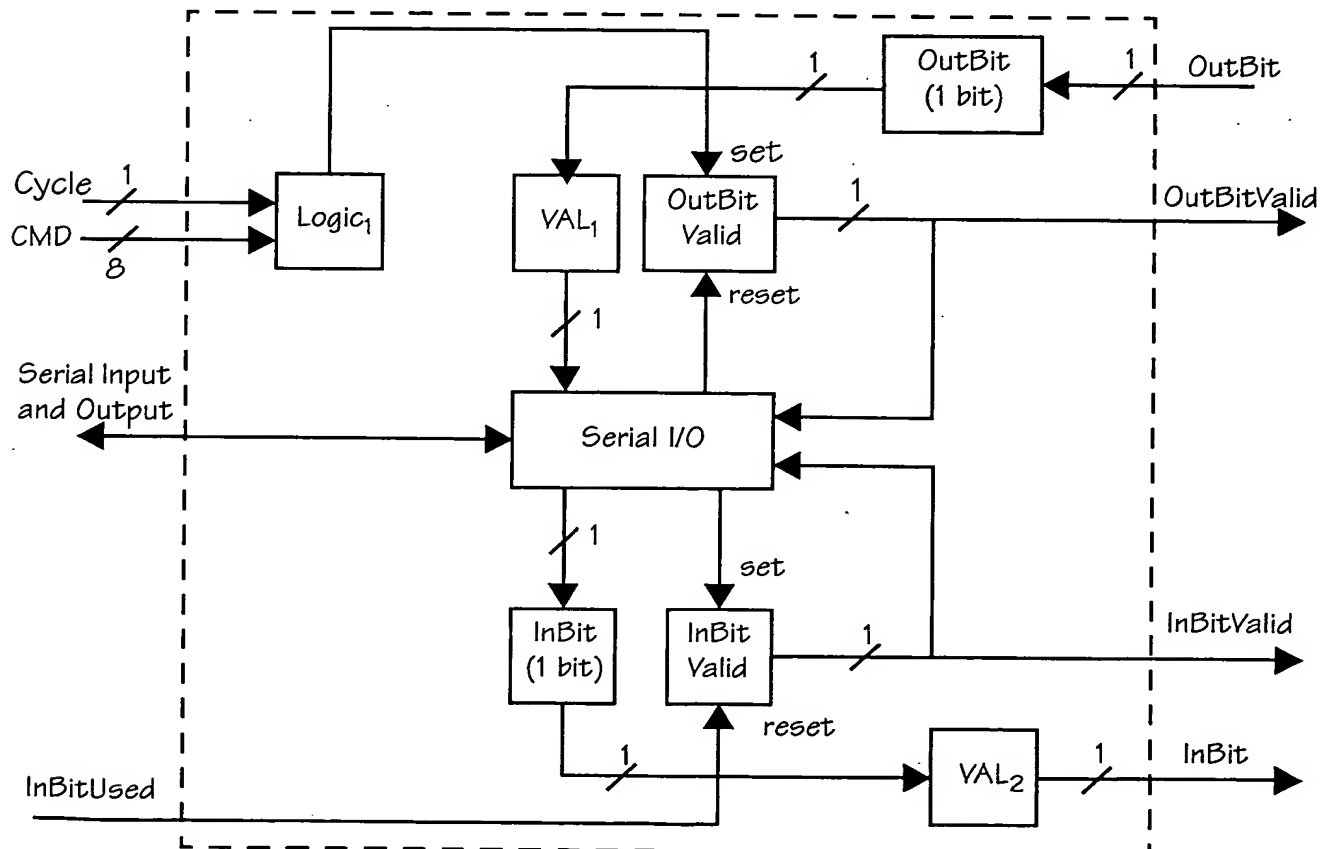 1
OutBit
(1 bit)
1
OutBit
set
Cycle
1
CMD
8
Logic1
VAL1
OutBit
Valid
1
OutBitValid
reset
1
Serial Input
and Output
Serial I/O
1
set
InBit
(1 bit)
InBit
Valid
1
InBitValid
reset
1
VAL2
1
InBit
InBitUsed